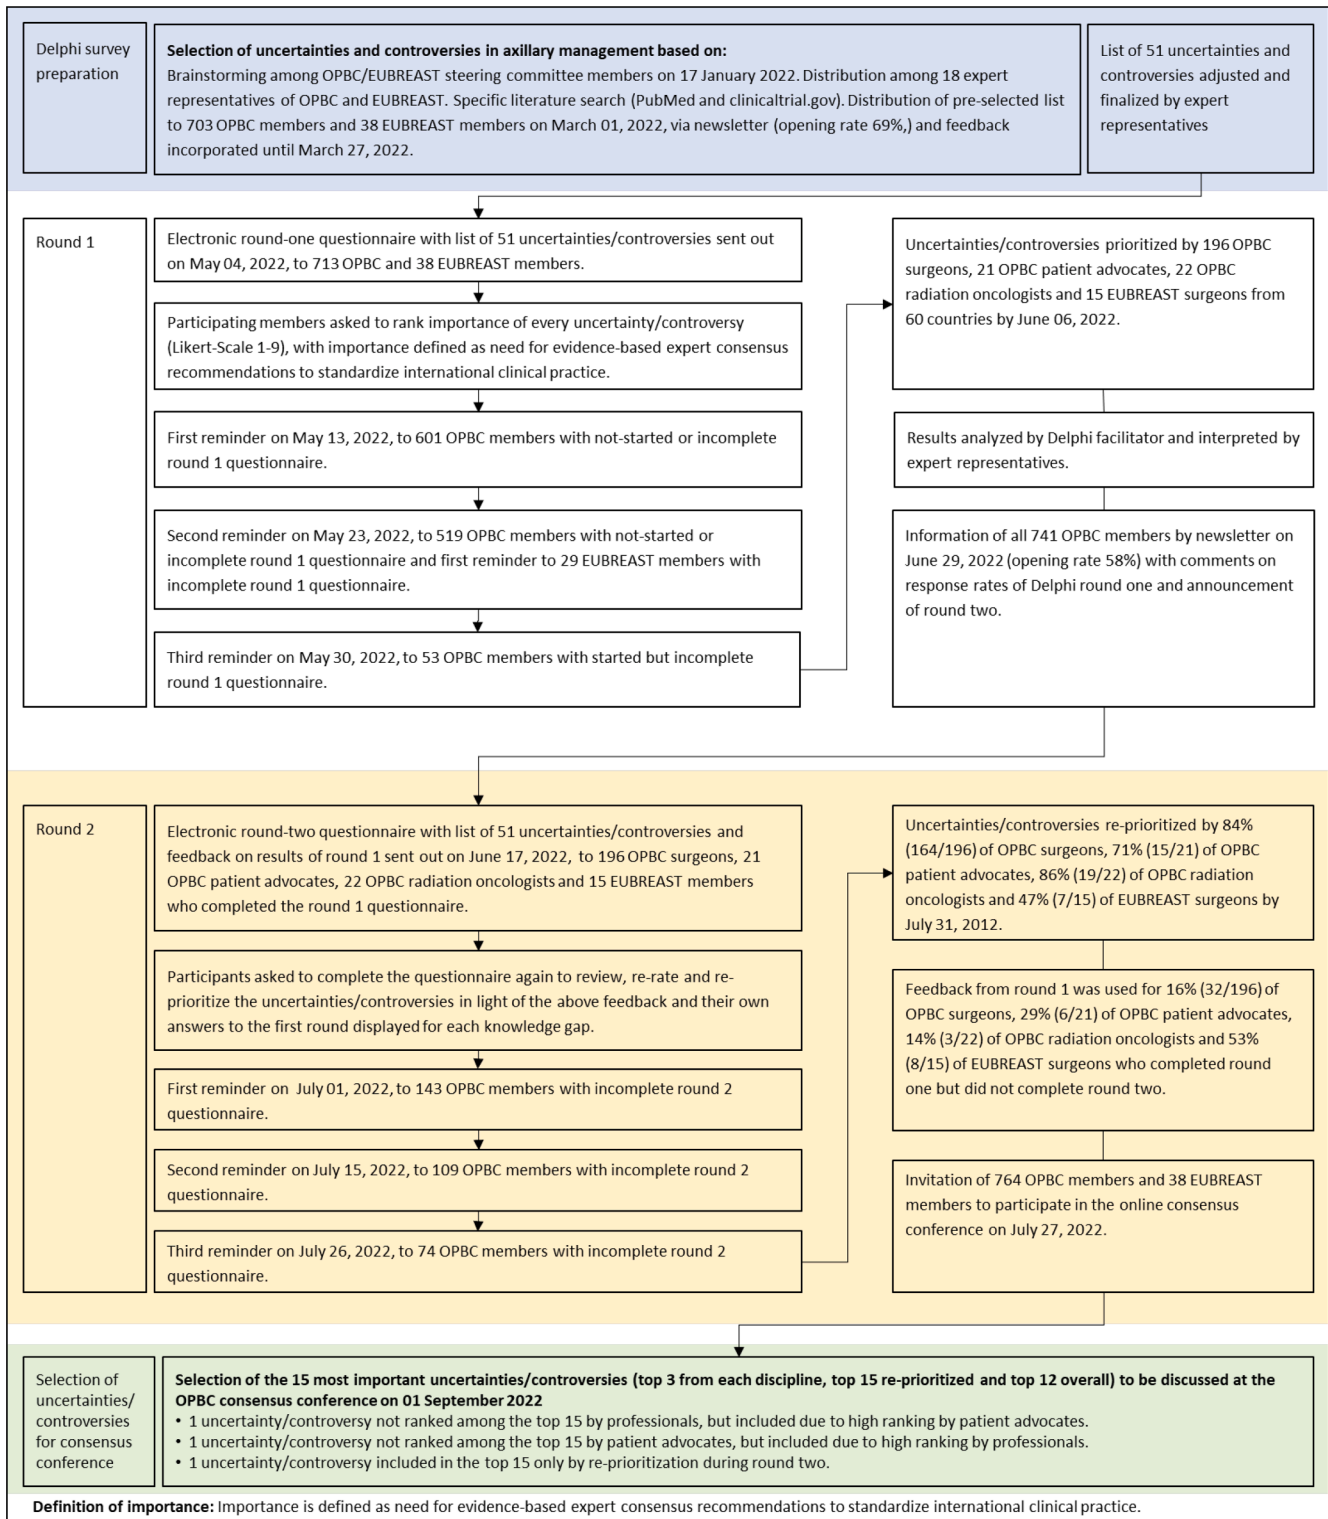 Delphi survey
preparation
Selection of uncertainties and controversies in axillary management based on:
Brainstorming among OPBC/EUBREAST steering committee members on 17 January 2022. Distribution among 18 expert
representatives of OPBC and EUBREAST. Specific literature search (PubMed and clinicaltrial.gov). Distribution of pre-selected list
to 703 OPBC members and 38 EUBREAST members on March 01, 2022, via newsletter (opening rate 69%,) and feedback
incorporated until March 27, 2022.
List of 51 uncertainties and
controversies adjusted and
finalized by expert
representatives
Round 1
Electronic round-one questionnaire with list of 51 uncertainties/controversies sent out
on May 04, 2022, to 713 OPBC and 38 EUBREAST members.
Participating members asked to rank importance of every uncertainty/controversy
(Likert-Scale 1-9), with importance defined as need for evidence-based expert consensus
recommendations to standardize international clinical practice.
First reminder on May 13, 2022, to 601 OPBC members with not-started or incomplete
round 1 questionnaire.
Second reminder on May 23, 2022, to 519 OPBC members with not-started or
incomplete round 1 questionnaire and first reminder to 29 EUBREAST members with
incomplete round 1 questionnaire.
Third reminder on May 30, 2022, to 53 OPBC members with started but incomplete
round 1 questionnaire.
Uncertainties/controversies prioritized by 196 OPBC
surgeons, 21 OPBC patient advocates, 22 OPBC
radiation oncologists and 15 EUBREAST surgeons from
60 countries by June 06, 2022.
Results analyzed by Delphi facilitator and interpreted by
expert representatives.
Information of all 741 OPBC members by newsletter on
June 29, 2022 (opening rate 58%) with comments on
response rates of Delphi round one and announcement
of round two.
Round 2
Electronic round-two questionnaire with list of 51 uncertainties/controversies and
feedback on results of round 1 sent out on June 17, 2022, to 196 OPBC surgeons, 21
OPBC patient advocates, 22 OPBC radiation oncologists and 15 EUBREAST members
who completed the round 1 questionnaire.
Participants asked to complete the questionnaire again to review, re-rate and re-
prioritize the uncertainties/controversies in light of the above feedback and their own
answers to the first round displayed for each knowledge gap.
First reminder on July 01, 2022, to 143 OPBC members with incomplete round 2
questionnaire.
Second reminder on July 15, 2022, to 109 OPBC members with incomplete round 2
questionnaire.
Third reminder on July 26, 2022, to 74 OPBC members with incomplete round 2
questionnaire.
Uncertainties/controversies re-prioritized by 84%
(164/196) of OPBC surgeons, 71% (15/21) of OPBC
patient advocates, 86% (19/22) of OPBC radiation
oncologists and 47% (7/15) of EUBREAST surgeons by
July 31, 2012.
Feedback from round 1 was used for 16% (32/196) of
OPBC surgeons, 29% (6/21) of OPBC patient advocates,
14% (3/22) of OPBC radiation oncologists and 53%
(8/15) of EUBREAST surgeons who completed round
one but did not complete round two.
Invitation of 764 OPBC members and 38 EUBREAST
members to participate in the online consensus
conference on July 27, 2022.
Selection of
uncertainties/
controversies
for consensus
conference
Selection of the 15 most important uncertainties/controversies (top 3 from each discipline, top 15 re-prioritized and top 12 overall) to be discussed at the
OPBC consensus conference on 01 September 2022
• 1 uncertainty/controversy not ranked among the top 15 by professionals, but included due to high ranking by patient advocates.
• 1 uncertainty/controversy not ranked among the top 15 by patient advocates, but included due to high ranking by professionals.
• 1 uncertainty/controversy included in the top 15 only by re-prioritization during round two.
Definition of importance: Importance is defined as need for evidence-based expert consensus recommendations to standardize international clinical practice.